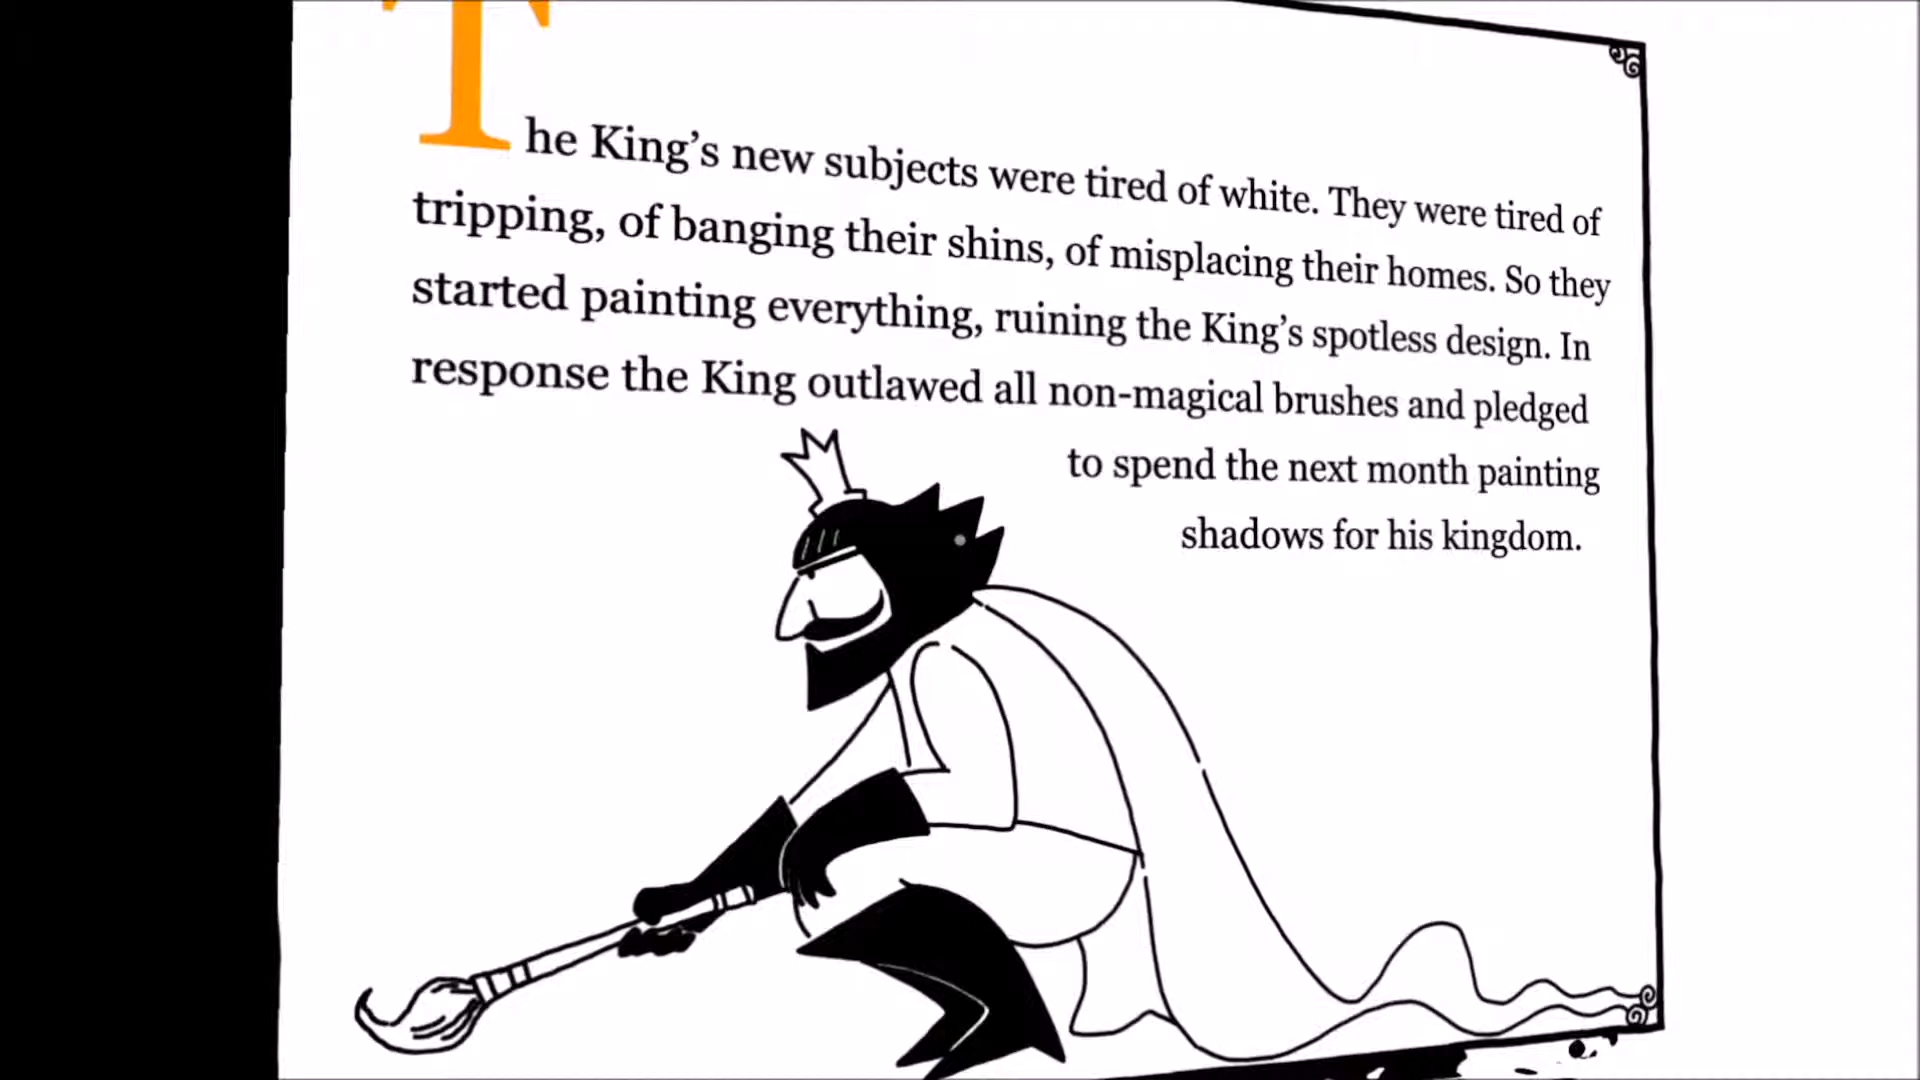 The King’s new subjects were tired of white. They were tired of
tripping, of banging their shins, of misplacing their homes. So they
started painting everything, ruining the King’s spotless design. In
response the King outlawed all non-magical brushes and pledged
to spend the next month painting
shadows for his kingdom.